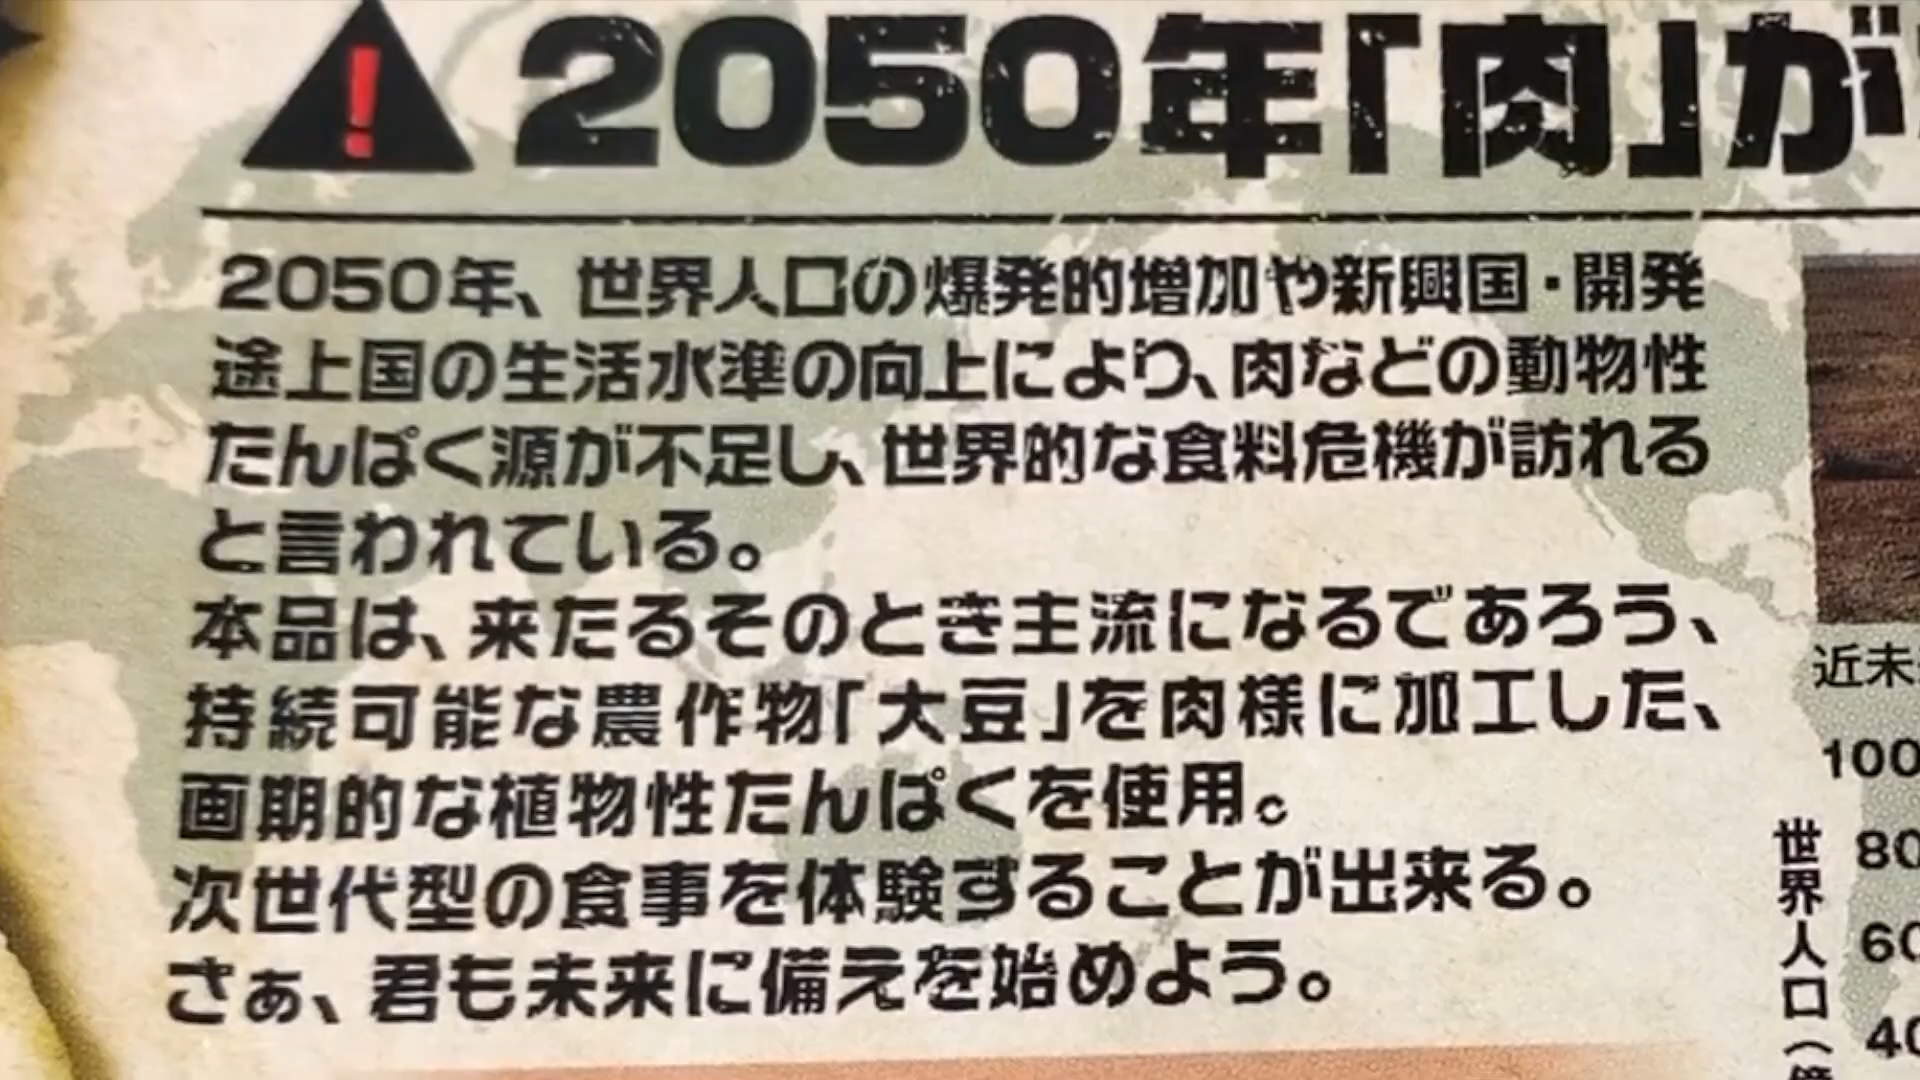 !
2050年「肉」が
2050年、世界人口の爆発的増加や新興国・開発
途上国の生活水準の向上により、肉などの動物性
たんぱく源が不足し、世界的な食料危機が訪れる
と言われている。
本品は、来たるそのとき主流になるであろう、
持続可能な農作物「大豆」を肉様に加工した、
画期的な植物性たんぱくを使用。
次世代型の食事を体験することが出来る。
さぁ、君も未来に備えを始めよう。
近未
100
80
60
40
世界人口(億